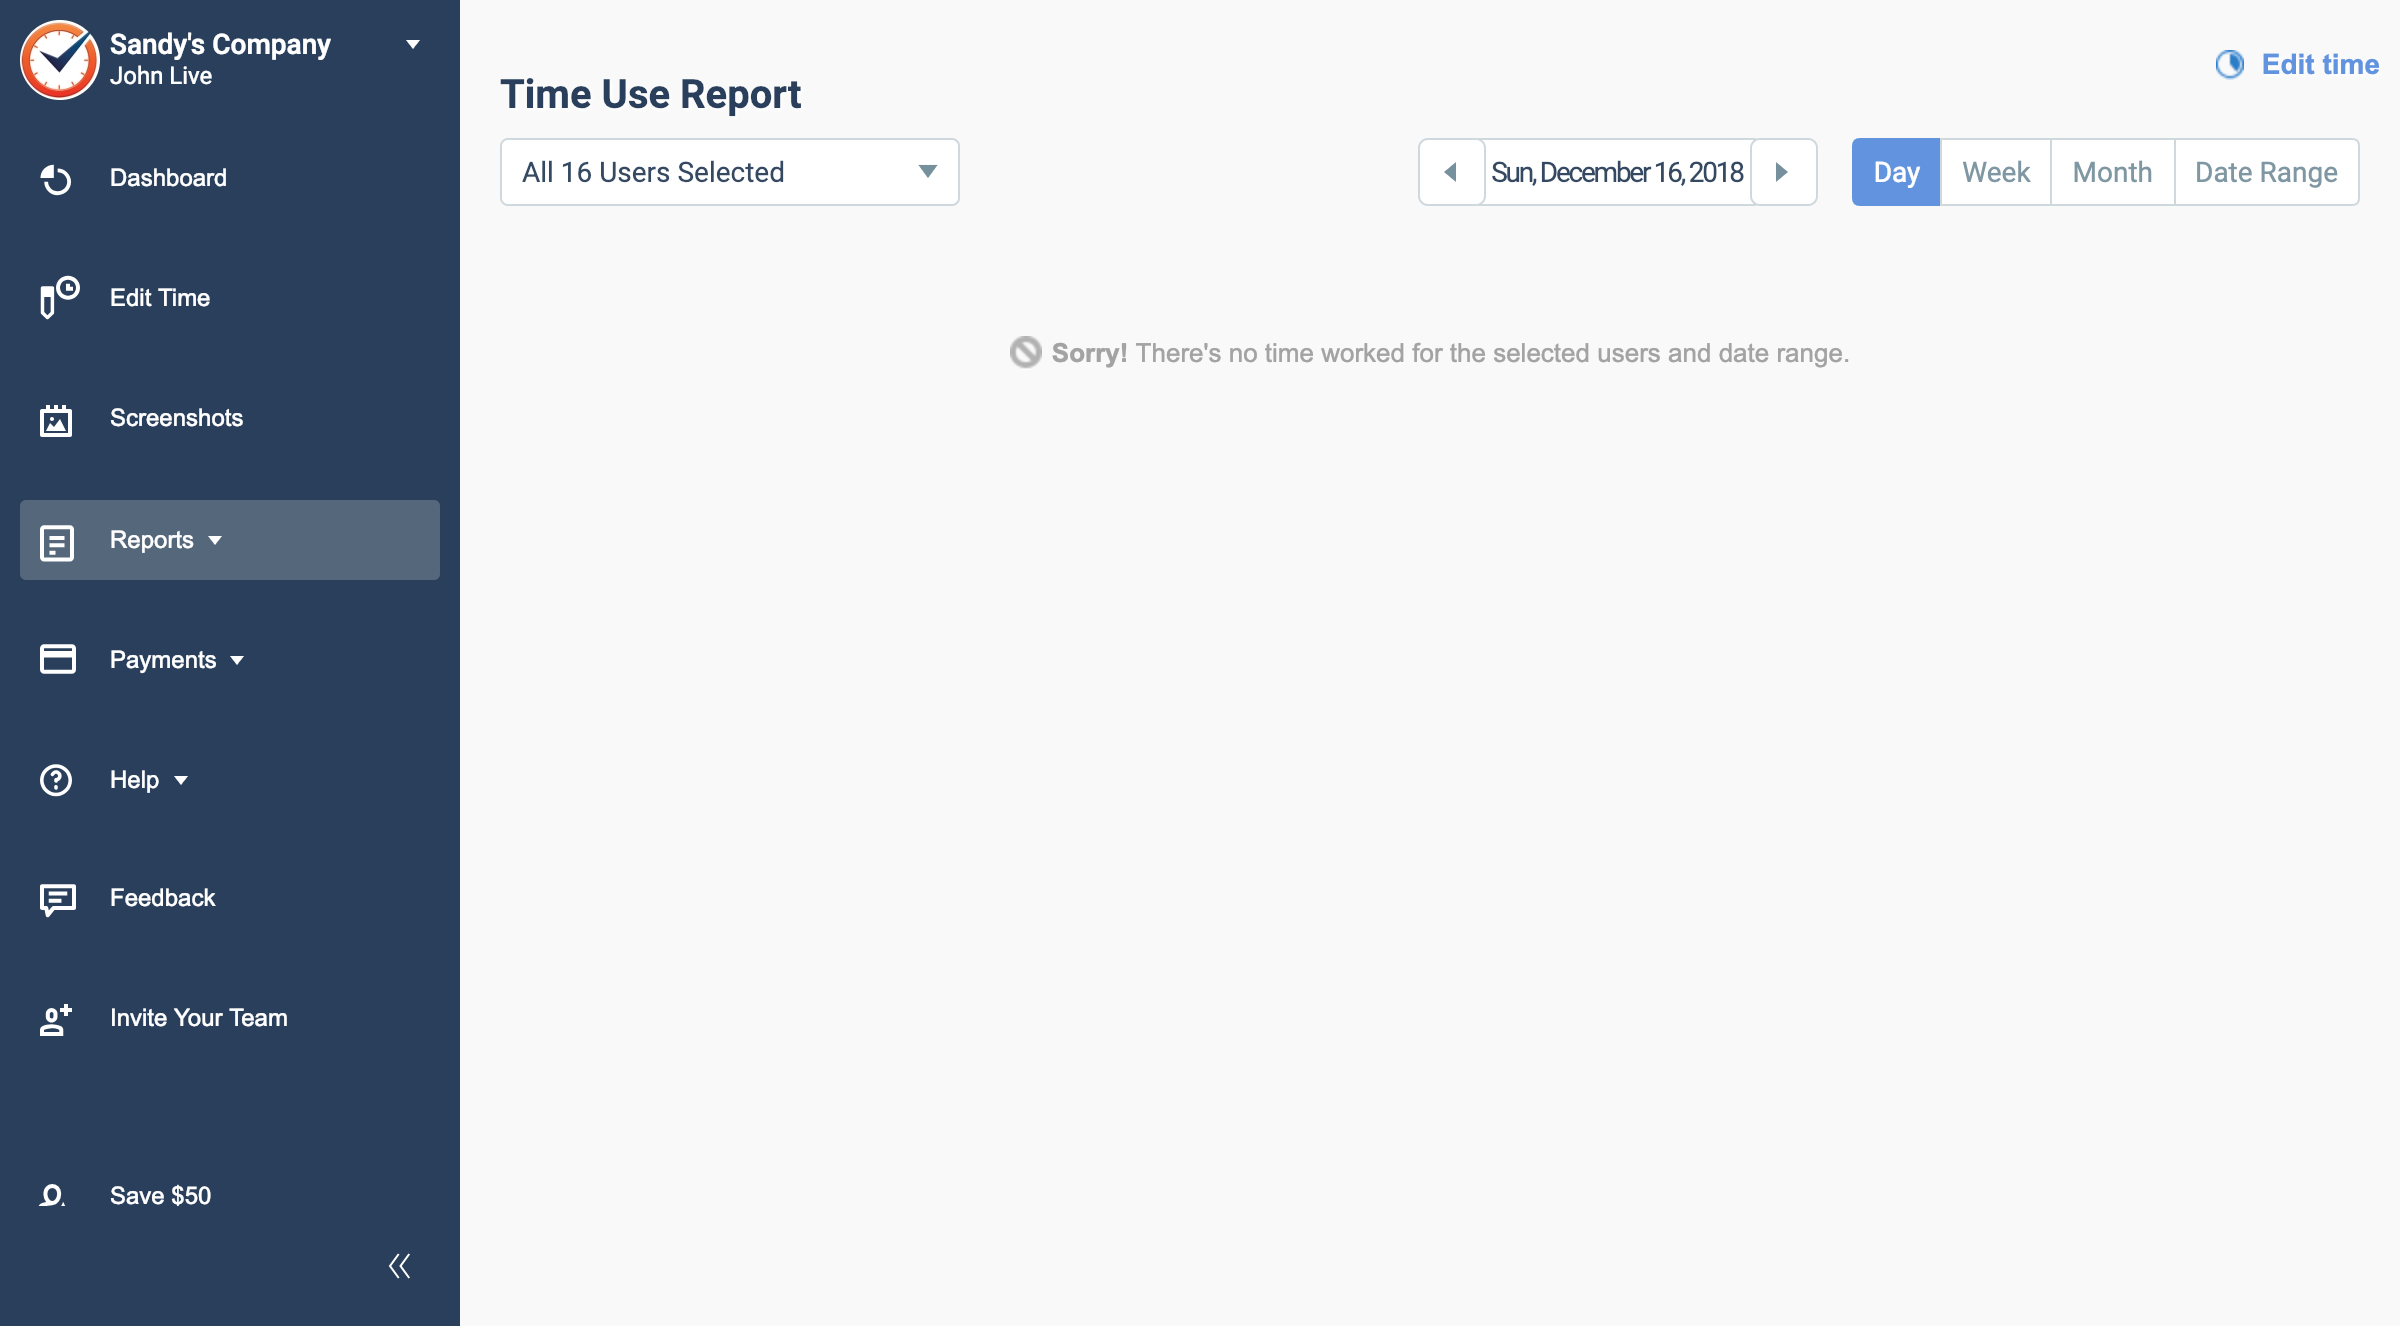 Sandy's Company
John Live
Dashboard
Edit Time
Screenshots
Reports
Payments
Help
Feedback
Invite Your Team
Save $50
Edit time
Time Use Report
All 16 Users Selected
Sun, December 16, 2018
Day
Week
Month
Date Range
Sorry! There's no time worked for the selected users and date range.